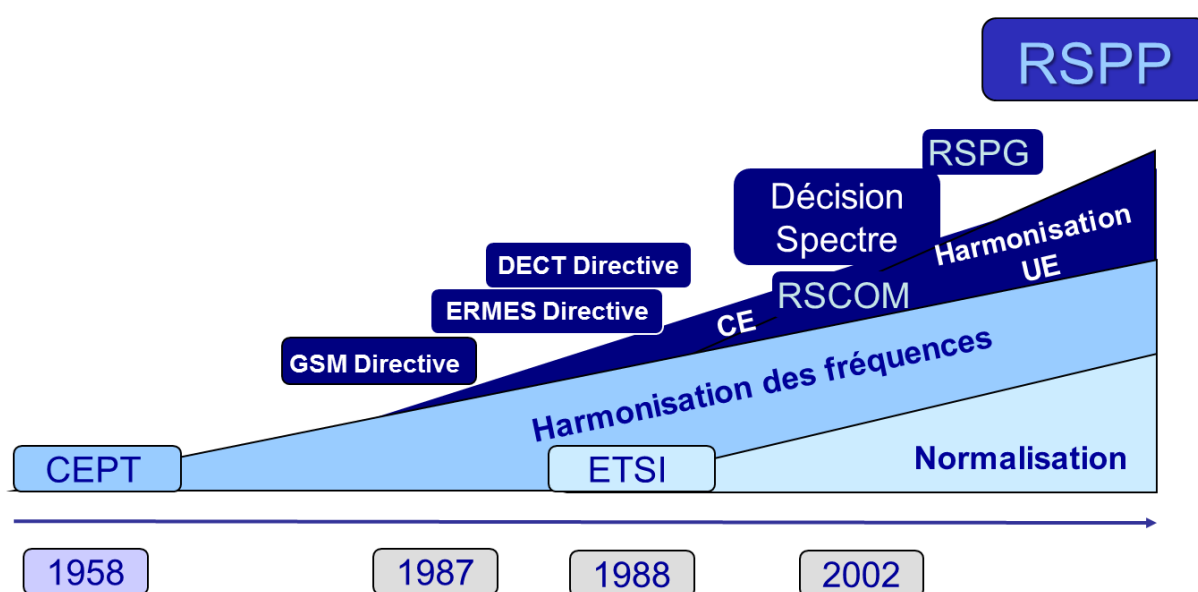 RSPP
RSPG
Décision
Spectre
RSCOM
DECT Directive
ERMES Directive
GSM Directive
CE
Harmonisation
UE
Harmonisation des fréquences
CEPT
ETSI
Normalisation
1958
1987
1988
2002